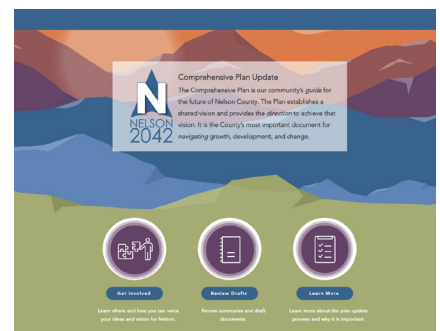 Comprehensive Plan Update
The Comprehensive Plan is our community's guide for
the future of Nelson County. The Plan establishes a
shared vision and provides the direction to achieve that
vision. It is the County's most important document for
navigating growth, development, and change.
N
NELSON
2042
Get Involved
Learn where and how you can voice
your ideas and vision for Nelson.
Review Drafts
Review summaries and draft
documents.
Learn More
Learn more about the plan update
process and why it is important.